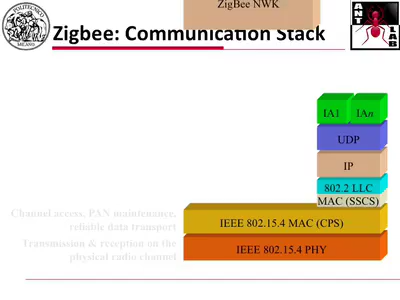 ZigBee NWK
POLITECNICO
MILANO
Zigbee: Communication Stack
ANT
LAB
IA1
IAn
UDP
IP
802.2 LLC
MAC (SSCS)
Channel access, PAN maintenance,
reliable data transport
IEEE 802.15.4 MAC (CPS)
Transmission & reception on the
physical radio channel
IEEE 802.15.4 PHY